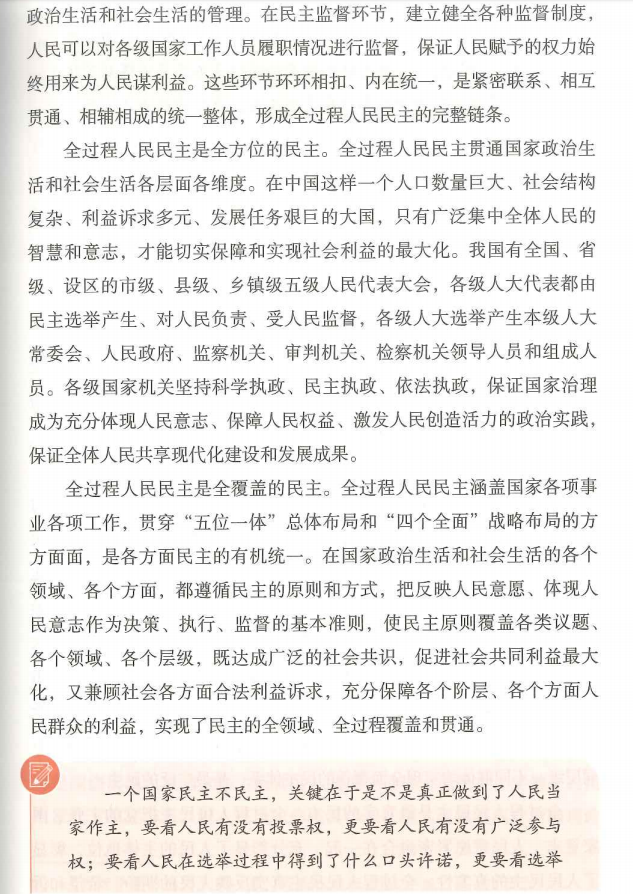 政治生活和社会生活的管理。在民主监督环节，建立健全各种监督制度，
人民可以对各级国家工作人员履职情况进行监督，保证人民赋予的权力始
终用来为人民谋利益。这些环节环环相扣、内在统一，是紧密联系、相互
贯通、相辅相成的统一整体，形成全过程人民民主的完整链条。
全过程人民民主是全方位的民主。全过程人民民主贯通国家政治生
活和社会生活各层面各维度。在中国这样一个人口数量巨大、社会结构
复杂、利益诉求多元、发展任务艰巨的大国，只有广泛集中全体人民的
智慧和意志，才能切实保障和实现社会利益的最大化。我国有全国、省
级、设区的市级、县级、乡镇级五级人民代表大会，各级人大代表都由
民主选举产生、对人民负责、受人民监督，各级人大选举产生本级人大
常委会、人民政府、监察机关、审判机关、检察机关领导人员和组成人
员。各级国家机关坚持科学执政、民主执政、依法执政，保证国家治理
成为充分体现人民意志、保障人民权益、激发人民创造活力的政治实践，
保证全体人民共享现代化建设和发展成果。
全过程人民民主是全覆盖的民主。全过程人民民主涵盖国家各项事
业各项工作，贯穿“五位一体”总体布局和“四个全面”战略布局的方
方面面，是各方面民主的有机统一。在国家政治生活和社会生活的各个
领域、各个方面，都遵循民主的原则和方式，把反映人民意愿、体现人
民意志作为决策、执行、监督的基本准则，使民主原则覆盖各类议题、
各个领域、各个层级，既达成广泛的社会共识，促进社会共同利益最大
化，又兼顾社会各方面合法利益诉求，充分保障各个阶层、各个方面人
民群众的利益，实现了民主的全领域、全过程覆盖和贯通。
一个国家民主不民主，关键在于是不是真正做到了人民当
家作主，要看人民有没有投票权，更要看人民有没有广泛参与
权；要看人民在选举过程中得到了什么口头许诺，更要看选举